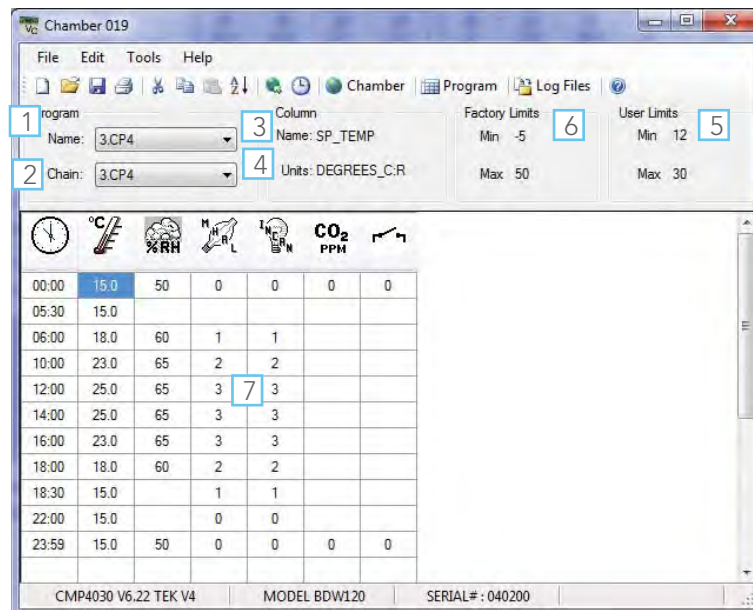 VC Chamber 019
File Edit Tools Help
A Z Chamber Program Log Files
1 rogram 3 Column Factory Limits 6 User Limits 5
Name: 3.CP4 Name: SP_TEMP Min -5 Min 12
2 Chain: 3.CP4 4 Units: DEGREES_C:R Max 50 Max 30
°C %RH MHRL INCRN CO2 PPM
00:00 15.0 50 0 0 0 0
05:30 15.0
06:00 18.0 60 1 1
10:00 23.0 65 2 2
12:00 25.0 65 3 7 3
14:00 25.0 65 3 3
16:00 23.0 65 3 3
18:00 18.0 60 2 2
18:30 15.0 1 1
22:00 15.0 0 0
23:59 15.0 50 0 0 0 0
CMP4030 V6.22 TEK V4 MODEL BDW120 SERIAL# : 040200